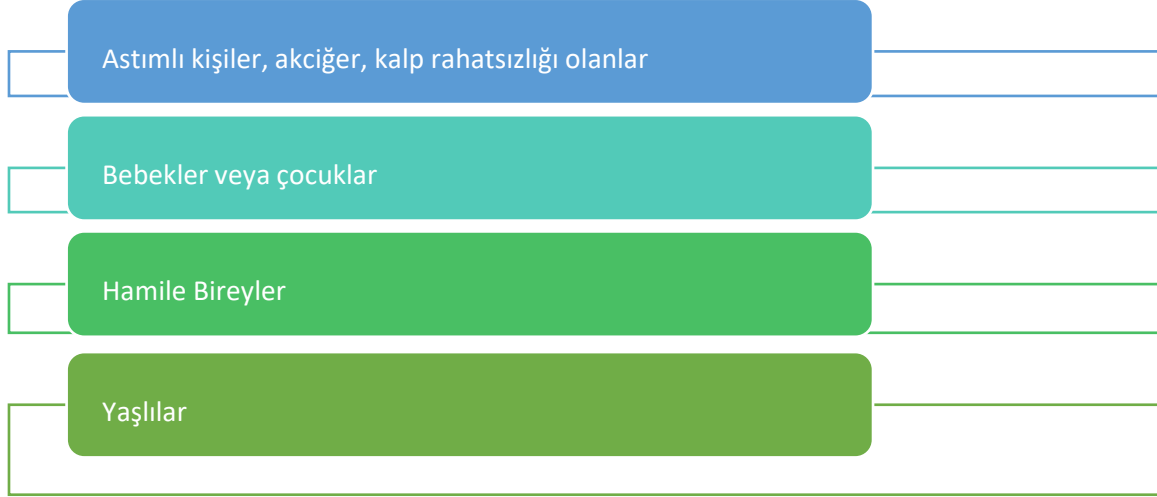 Astımlı kişiler, akciğer, kalp rahatsızlığı olanlar
Bebekler veya çocuklar
Hamile Bireyler
Yaşlılar